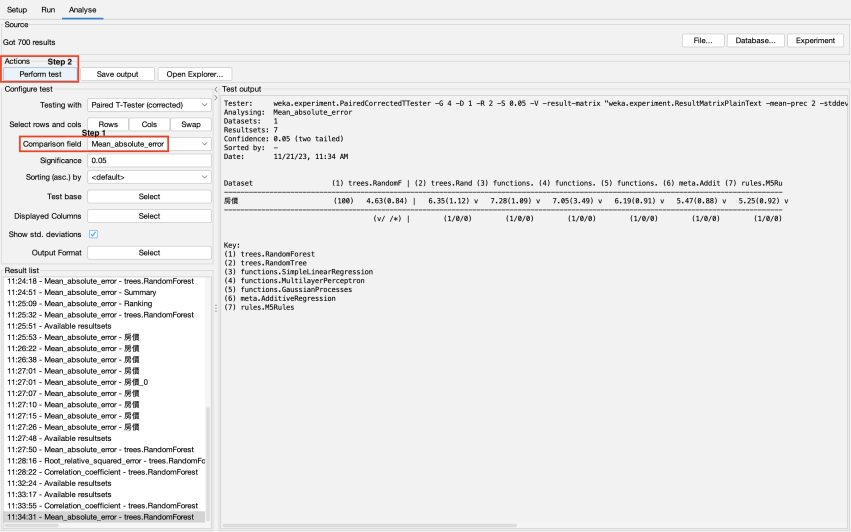 Setup Run Analyse
Source
Got 700 results
File... Database... Experiment
Actions Step 2
Perform test Save output Open Explorer...
Configure test
Testing with Paired T-Tester (corrected)
Select rows and cols Rows Cols Swap
Step 1
Comparison field Mean_absolute_error
Significance 0.05
Sorting (asc.) by <default>
Test base Select
Displayed Columns Select
Show std. deviations
Output Format Select
Result list
11:24:18 - Mean_absolute_error - trees.RandomForest
11:24:51 - Mean_absolute_error - Summary
11:25:09 - Mean_absolute_error - Ranking
11:25:32 - Mean_absolute_error - trees.RandomForest
11:25:51 - Available resultsets
11:25:53 - Mean_absolute_error - 房價
11:26:22 - Mean_absolute_error - 房價
11:26:38 - Mean_absolute_error - 房價
11:27:01 - Mean_absolute_error - 房價
11:27:01 - Mean_absolute_error - 房價_0
11:27:07 - Mean_absolute_error - 房價
11:27:10 - Mean_absolute_error - 房價
11:27:15 - Mean_absolute_error - 房價
11:27:26 - Mean_absolute_error - 房價
11:27:48 - Available resultsets
11:27:50 - Mean_absolute_error - trees.RandomForest
11:28:16 - Root_relative_squared_error - trees.RandomFo
11:28:22 - Correlation_coefficient - trees.RandomForest
11:32:24 - Available resultsets
11:33:17 - Available resultsets
11:33:55 - Correlation_coefficient - trees.RandomForest
11:34:31 - Mean_absolute_error - trees.RandomForest
Test output
Tester: weka.experiment.PairedCorrectedTTester -G 4 -D 1 -R 2 -S 0.05 -V -result-matrix "weka.experiment.ResultMatrixPlainText -mean-prec 2 -stddev
Analysing: Mean_absolute_error
Datasets: 1
Resultsets: 7
Confidence: 0.05 (two tailed)
Sorted by: -
Date: 11/21/23, 11:34 AM
Dataset (1) trees.RandomF | (2) trees.Rand (3) functions. (4) functions. (5) functions. (6) meta.Addit (7) rules.M5Ru
房價 (100) 4.63(0.84) | 6.35(1.12) v 7.28(1.09) v 7.05(3.49) v 6.19(0.91) v 5.47(0.88) v 5.25(0.92) v
(v/ /*) | (1/0/0) (1/0/0) (1/0/0) (1/0/0) (1/0/0) (1/0/0)
Key:
(1) trees.RandomForest
(2) trees.RandomTree
(3) functions.SimpleLinearRegression
(4) functions.MultilayerPerceptron
(5) functions.GaussianProcesses
(6) meta.AdditiveRegression
(7) rules.M5Rules